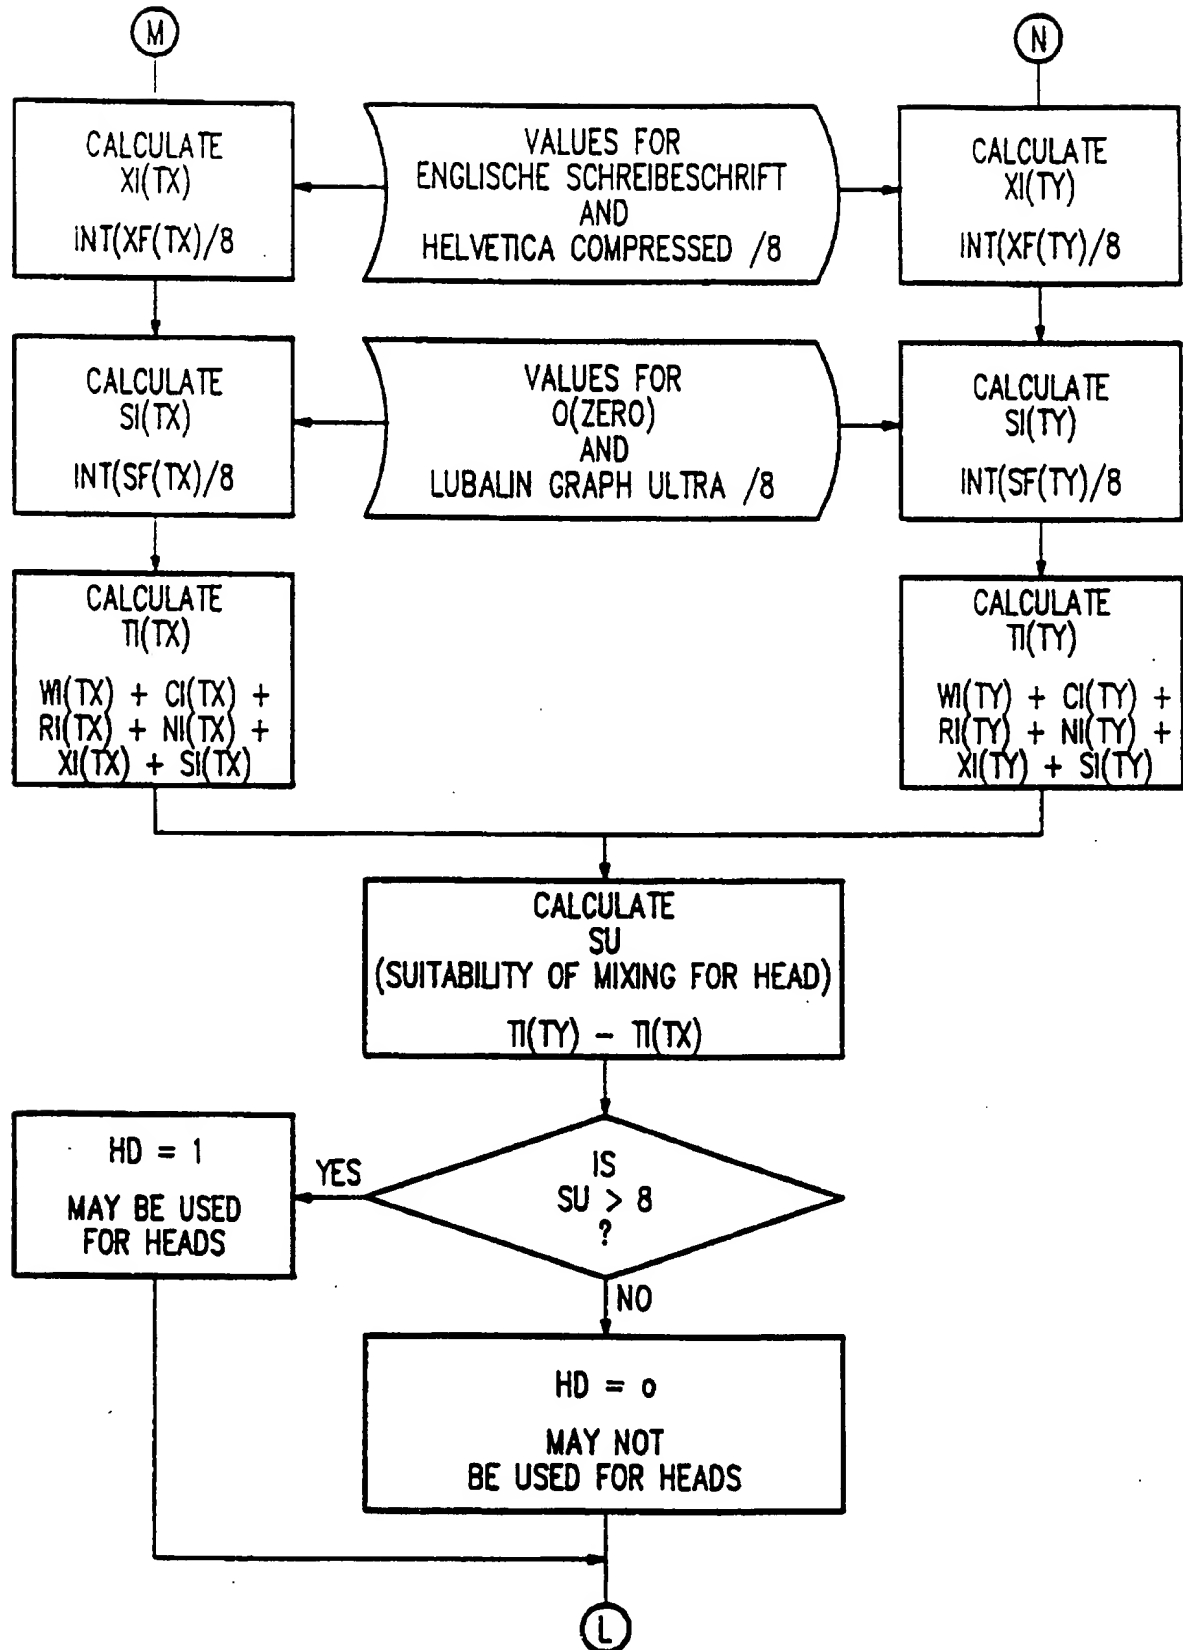 M
N
CALCULATE
XI(TX)
INT(XF(TX)/8
VALUES FOR
ENGLISCHE SCHREIBESCHRIFT
AND
HELVETICA COMPRESSED /8
CALCULATE
XI(TY)
INT(XF(TY)/8
CALCULATE
SI(TX)
INT(SF(TX)/8
VALUES FOR
0(ZERO)
AND
LUBALIN GRAPH ULTRA /8
CALCULATE
SI(TY)
INT(SF(TY)/8
CALCULATE
TI(TX)
WI(TX) + CI(TX) +
RI(TX) + NI(TX) +
XI(TX) + SI(TX)
CALCULATE
TI(TY)
WI(TY) + CI(TY) +
RI(TY) + NI(TY) +
XI(TY) + SI(TY)
CALCULATE
SU
(SUITABILITY OF MIXING FOR HEAD)
TI(TY) - TI(TX)
HD = 1
MAY BE USED
FOR HEADS
YES
IS
SU > 8
?
NO
HD = o
MAY NOT
BE USED FOR HEADS
L